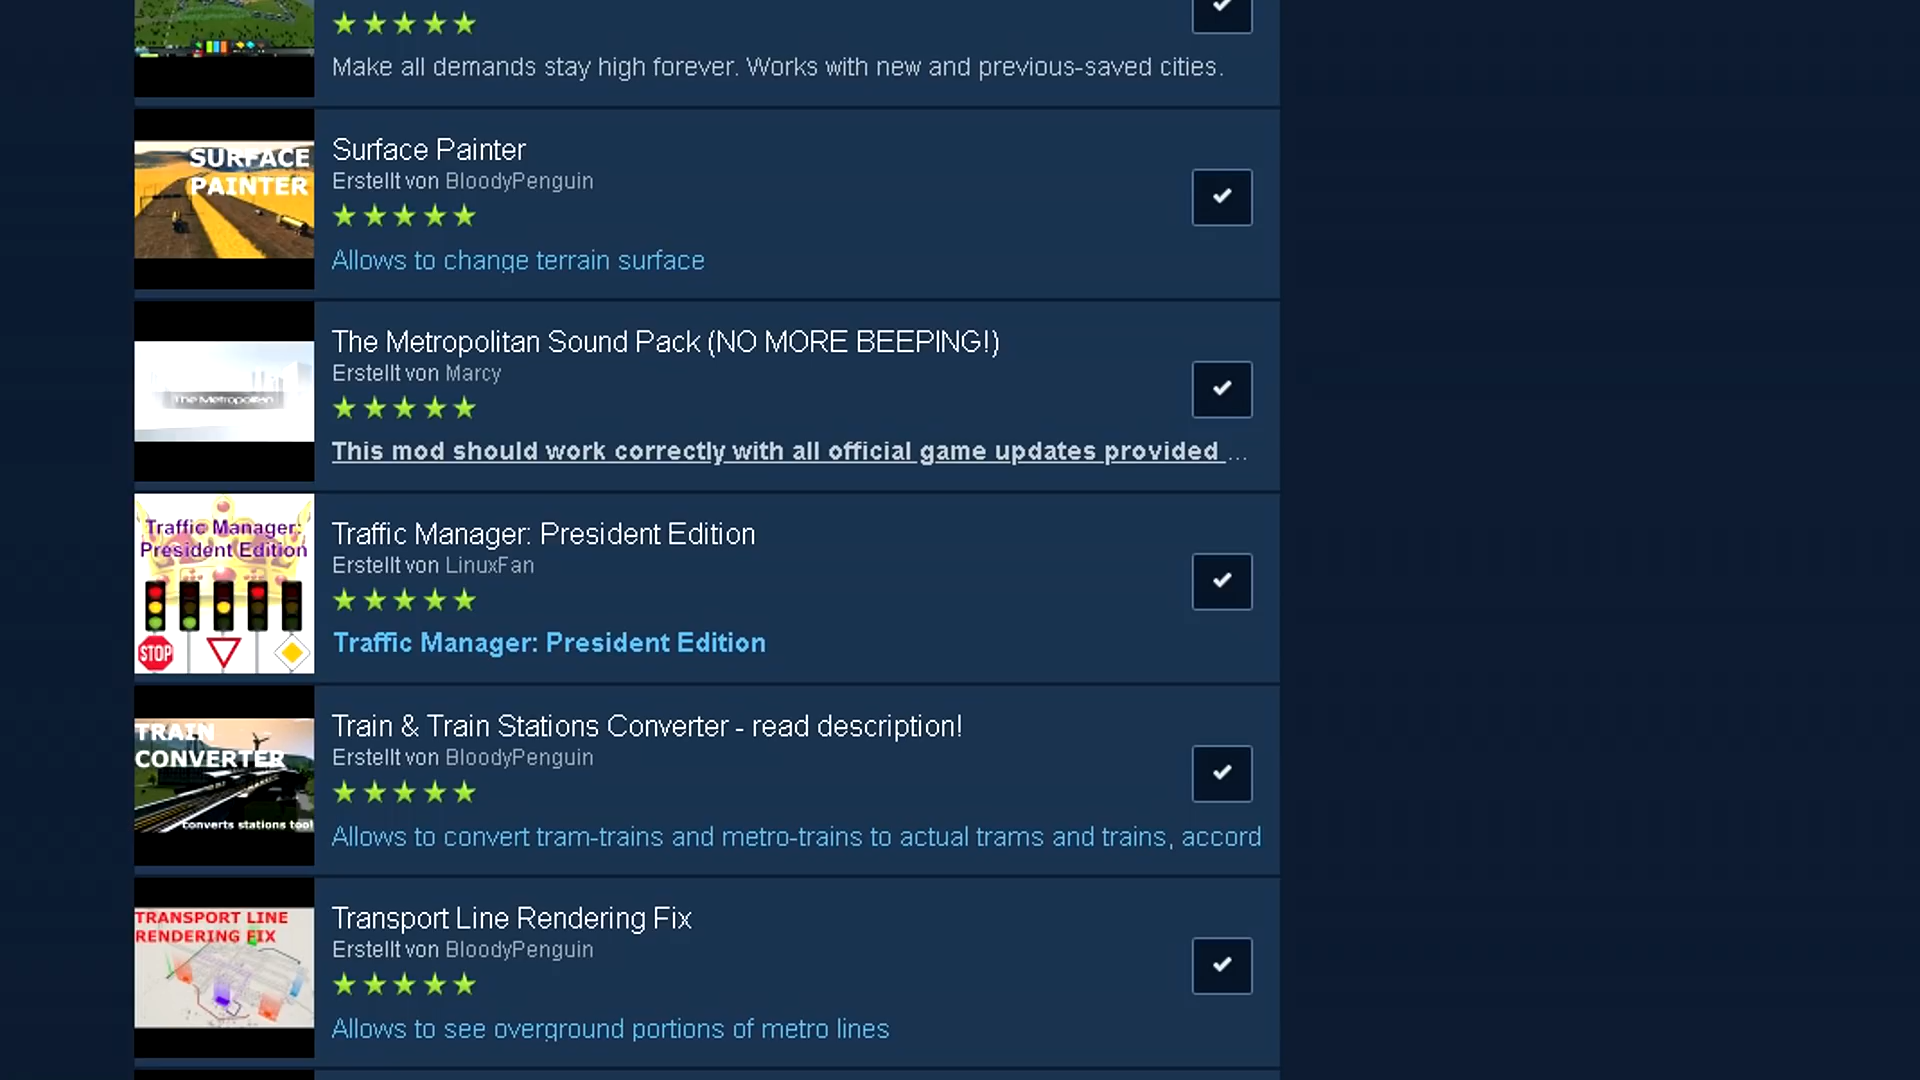 Make all demands stay high forever. Works with new and previous-saved cities.
SURFACE
PAINTER
Surface Painter
Erstellt von BloodyPenguin
Allows to change terrain surface
The Metropolitan
The Metropolitan Sound Pack (NO MORE BEEPING!)
Erstellt von Marcy
This mod should work correctly with all official game updates provided ...
Traffic Manager:
President Edition
STOP
Traffic Manager: President Edition
Erstellt von LinuxFan
Traffic Manager: President Edition
TRAIN
CONVERTER
converts stations too!
Train & Train Stations Converter - read description!
Erstellt von BloodyPenguin
Allows to convert tram-trains and metro-trains to actual trams and trains, accord
TRANSPORT LINE
RENDERING FIX
Transport Line Rendering Fix
Erstellt von BloodyPenguin
Allows to see overground portions of metro lines